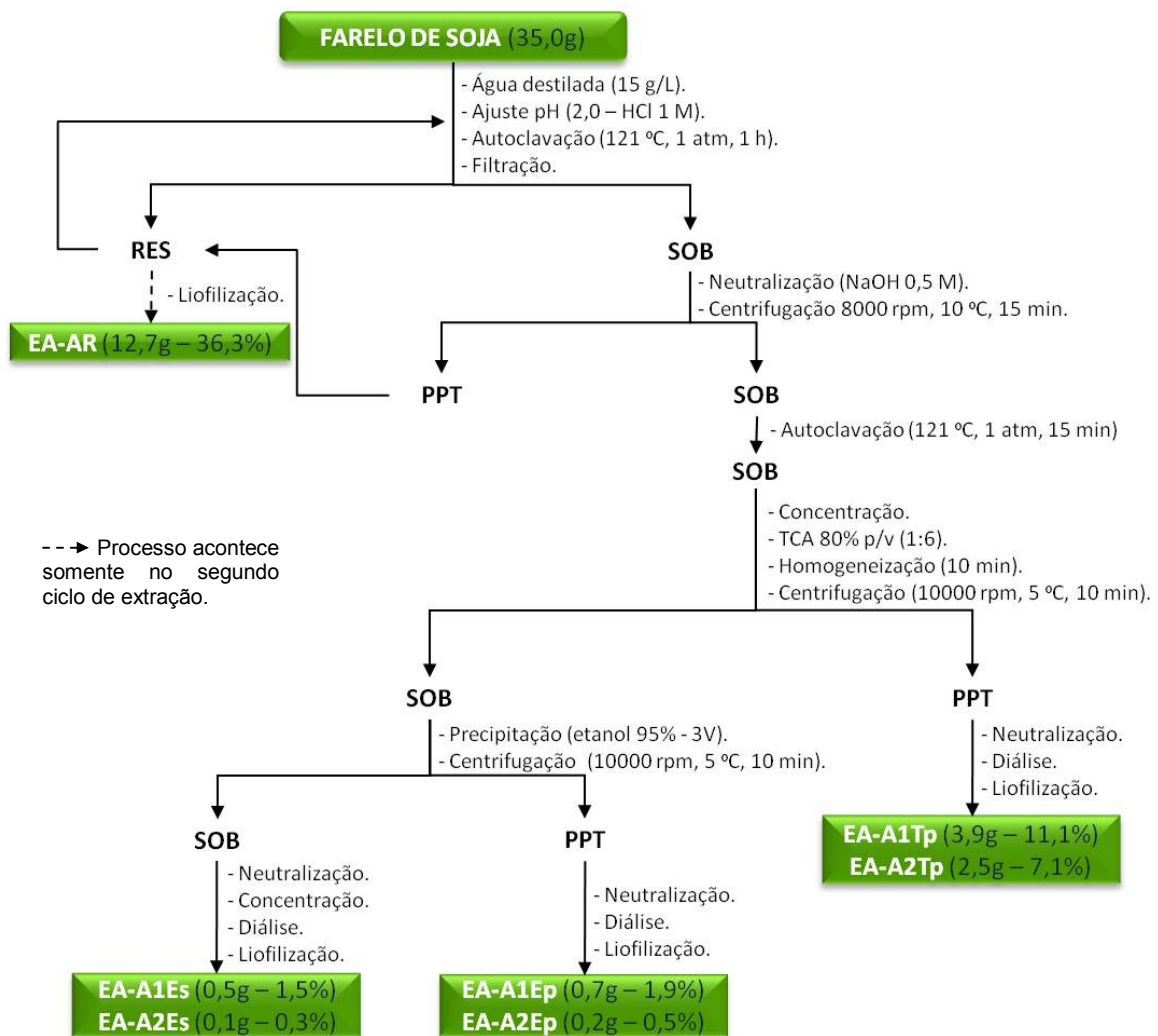 FARELO DE SOJA (35,0g)
- Água destilada (15 g/L).
- Ajuste pH (2,0 – HCl 1 M).
- Autoclavação (121 ºC, 1 atm, 1 h).
- Filtração.
RES
SOB
- Liofilização.
- Neutralização (NaOH 0,5 M).
- Centrifugação 8000 rpm, 10 ºC, 15 min.
EA-AR (12,7g – 36,3%)
PPT
SOB
- Autoclavação (121 ºC, 1 atm, 15 min)
SOB
- Concentração.
- TCA 80% p/v (1:6).
- Homogeneização (10 min).
- Centrifugação (10000 rpm, 5 ºC, 10 min).
Processo acontece
somente no segundo
ciclo de extração.
SOB
PPT
- Precipitação (etanol 95% - 3V).
- Centrifugação (10000 rpm, 5 ºC, 10 min).
- Neutralização.
- Diálise.
- Liofilização.
SOB
PPT
EA-A1Tp (3,9g – 11,1%)
EA-A2Tp (2,5g – 7,1%)
- Neutralização.
- Concentração.
- Diálise.
- Liofilização.
- Neutralização.
- Diálise.
- Liofilização.
EA-A1Es (0,5g – 1,5%)
EA-A2Es (0,1g – 0,3%)
EA-A1Ep (0,7g – 1,9%)
EA-A2Ep (0,2g – 0,5%)